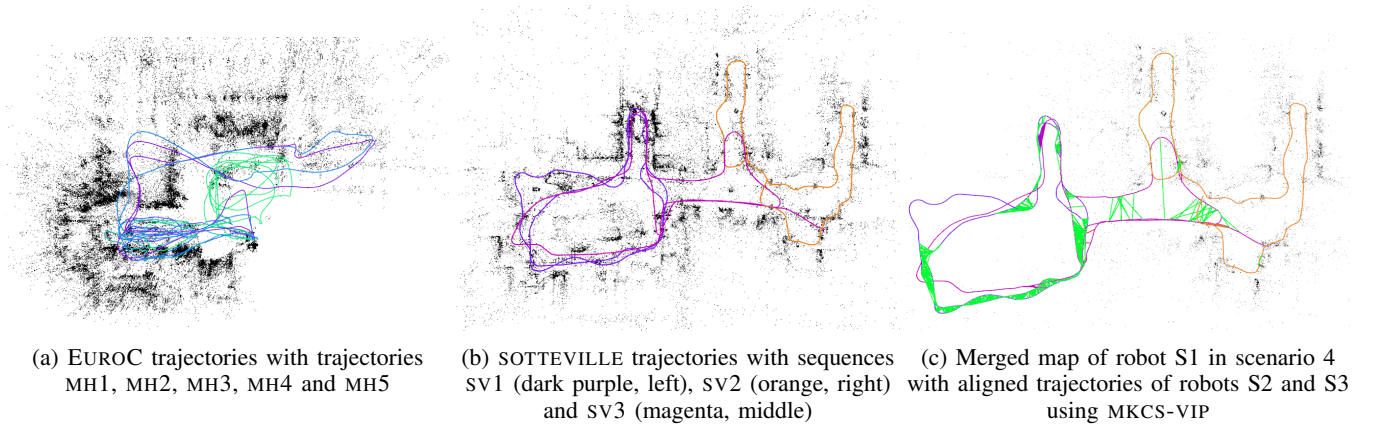 (a) EUROC trajectories with trajectories
MH1, MH2, MH3, MH4 and MH5
(b) SOTTEVILLE trajectories with sequences
SV1 (dark purple, left), SV2 (orange, right)
and SV3 (magenta, middle)
(c) Merged map of robot S1 in scenario 4
with aligned trajectories of robots S2 and S3
using MKCS-VIP